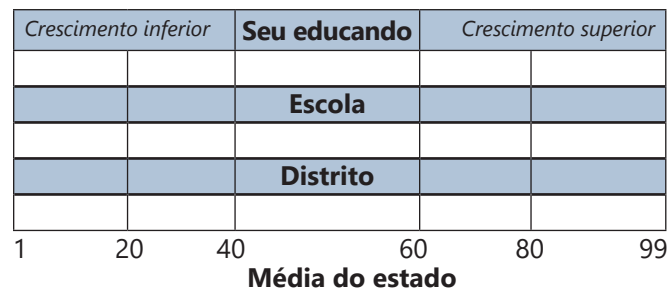 Crescimento inferior Seu educando Crescimento superior
Escola
Distrito
1 20 40 60 80 99
Média do estado